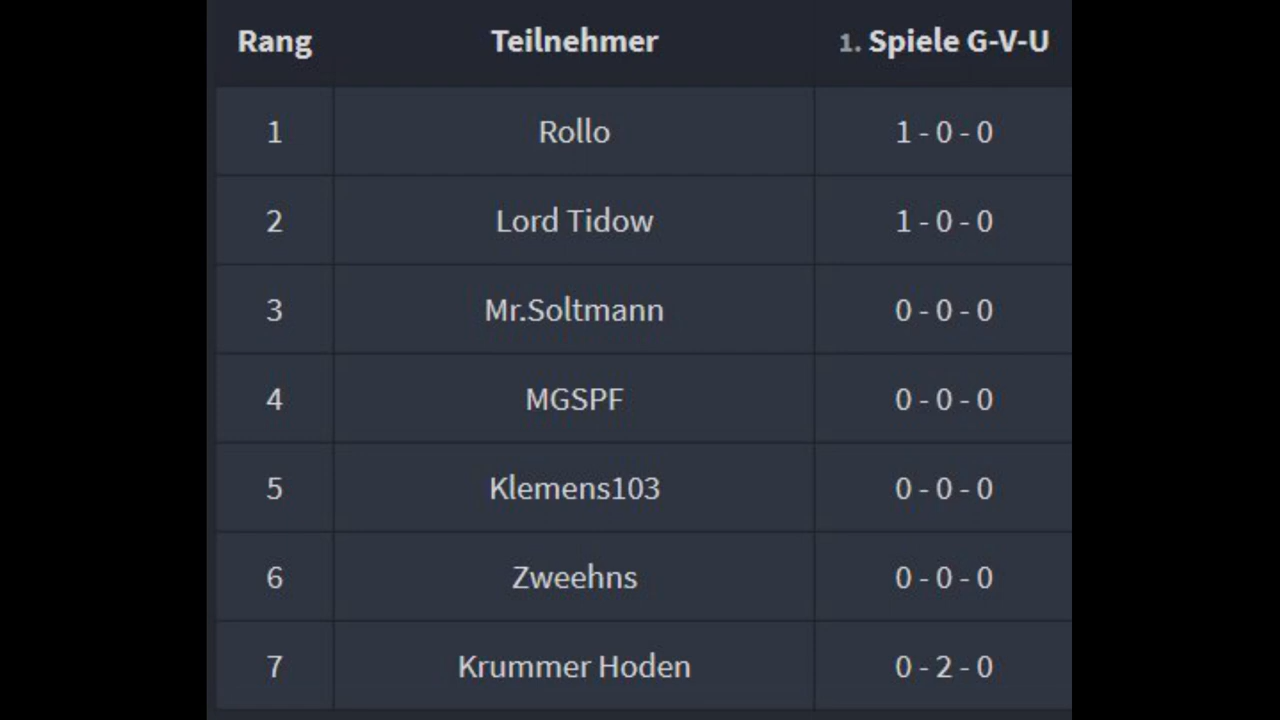 Rang Teilnehmer 1. Spiele G-V-U
1 Rollo 1 - 0 - 0
2 Lord Tidow 1 - 0 - 0
3 Mr.Soltmann 0 - 0 - 0
4 MGSPF 0 - 0 - 0
5 Klemens103 0 - 0 - 0
6 Zweehns 0 - 0 - 0
7 Krummer Hoden 0 - 2 - 0